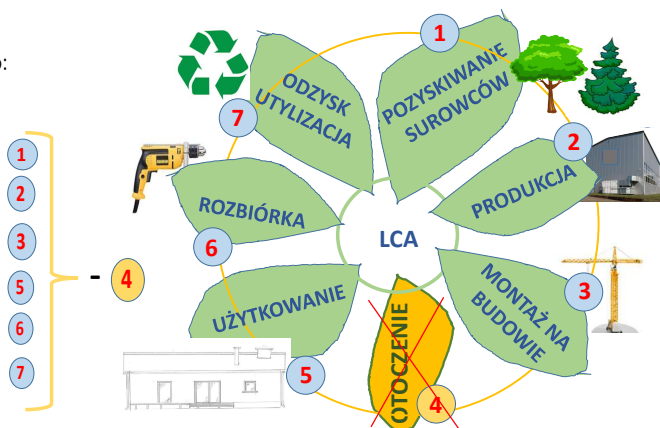 :
1
2
3
5
6
7
- 4
LCA
1
POZYSKIWANIE
SUROWCÓW
2
PRODUKCJA
3
MONTAŻ NA
BUDOWIE
4
OTOCZENIE
5
UŻYTKOWANIE
6
ROZBIÓRKA
7
ODZYSK
UTYLIZACJA